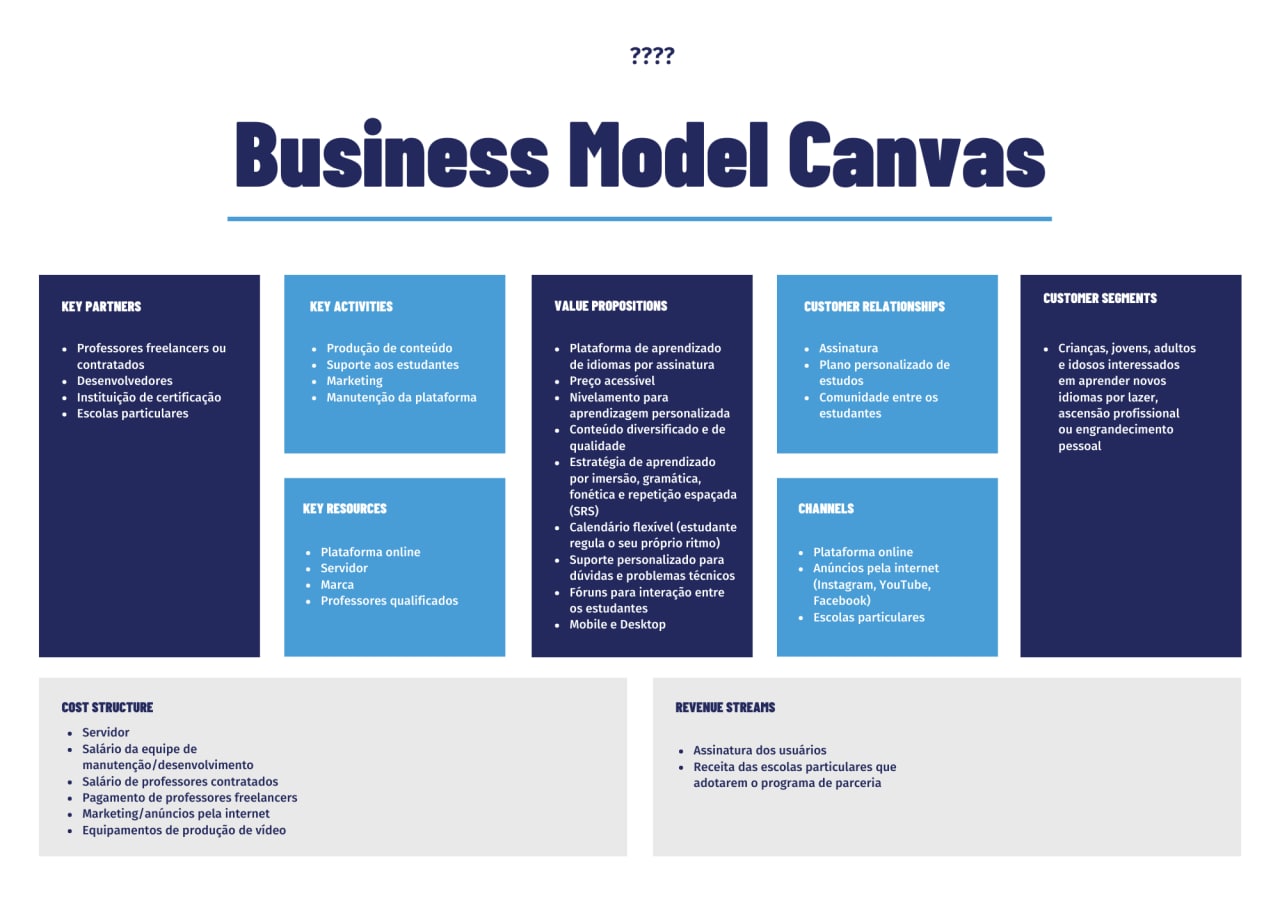 ????
Business Model Canvas
KEY PARTNERS
• Professores freelancers ou
contratados
• Desenvolvedores
• Instituição de certificação
• Escolas particulares
KEY ACTIVITIES
• Produção de conteúdo
• Suporte aos estudantes
• Marketing
• Manutenção da plataforma
KEY RESOURCES
• Plataforma online
• Servidor
• Marca
• Professores qualificados
VALUE PROPOSITIONS
• Plataforma de aprendizado
de idiomas por assinatura
• Preço acessível
• Nivelamento para
aprendizagem personalizada
• Conteúdo diversificado e de
qualidade
• Estratégia de aprendizado
por imersão, gramática,
fonética e repetição espaçada
(SRS)
• Calendário flexível (estudante
regula o seu próprio ritmo)
• Suporte personalizado para
dúvidas e problemas técnicos
• Fóruns para interação entre
os estudantes
• Mobile e Desktop
CUSTOMER RELATIONSHIPS
• Assinatura
• Plano personalizado de
estudos
• Comunidade entre os
estudantes
CHANNELS
• Plataforma online
• Anúncios pela internet
(Instagram, YouTube,
Facebook)
• Escolas particulares
CUSTOMER SEGMENTS
• Crianças, jovens, adultos
e idosos interessados
em aprender novos
idiomas por lazer,
ascensão profissional
ou engrandecimento
pessoal
COST STRUCTURE
• Servidor
• Salário da equipe de
manutenção/desenvolvimento
• Salário de professores contratados
• Pagamento de professores freelancers
• Marketing/anúncios pela internet
• Equipamentos de produção de vídeo
REVENUE STREAMS
• Assinatura dos usuários
• Receita das escolas particulares que
adotarem o programa de parceria